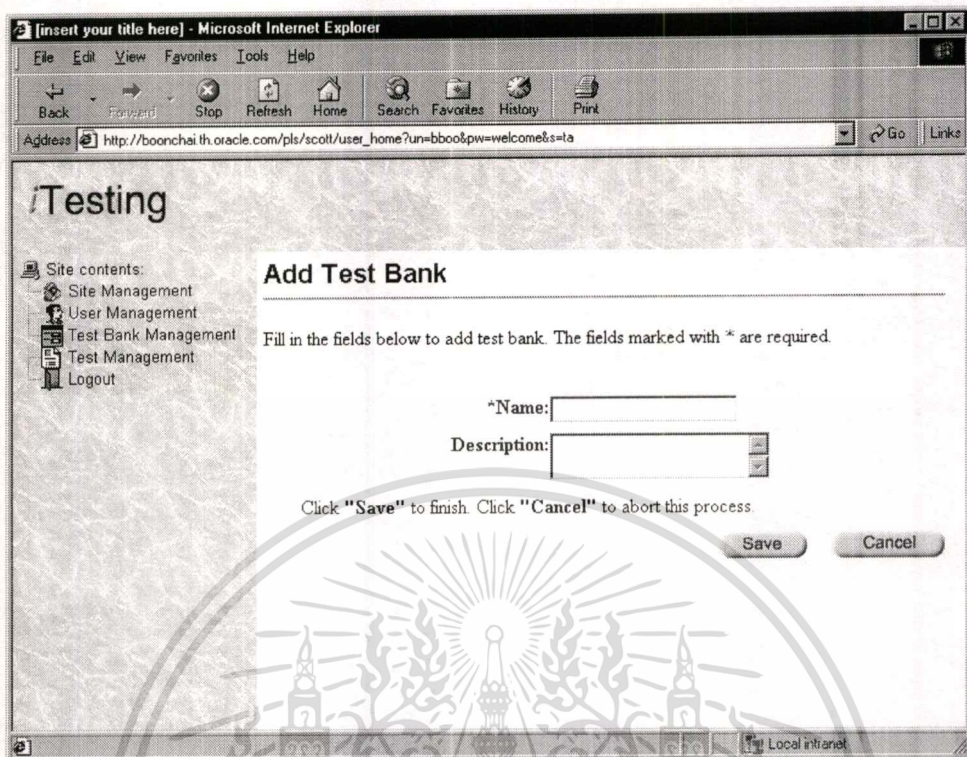 [insert your title here] - Microsoft Internet Explorer
File Edit View Favorites Tools Help
Back Forward Stop Refresh Home Search Favorites History Print
Address http://boonchai.th.oracle.com/pls/scott/user_home?un=bboo&pw=welcome&s=ta Go Links
iTesting
Site contents:
Site Management
User Management
Test Bank Management
Test Management
Logout
Add Test Bank
Fill in the fields below to add test bank. The fields marked with * are required.
*Name:
Description:
Click "Save" to finish. Click "Cancel" to abort this process.
Save Cancel
Local intranet